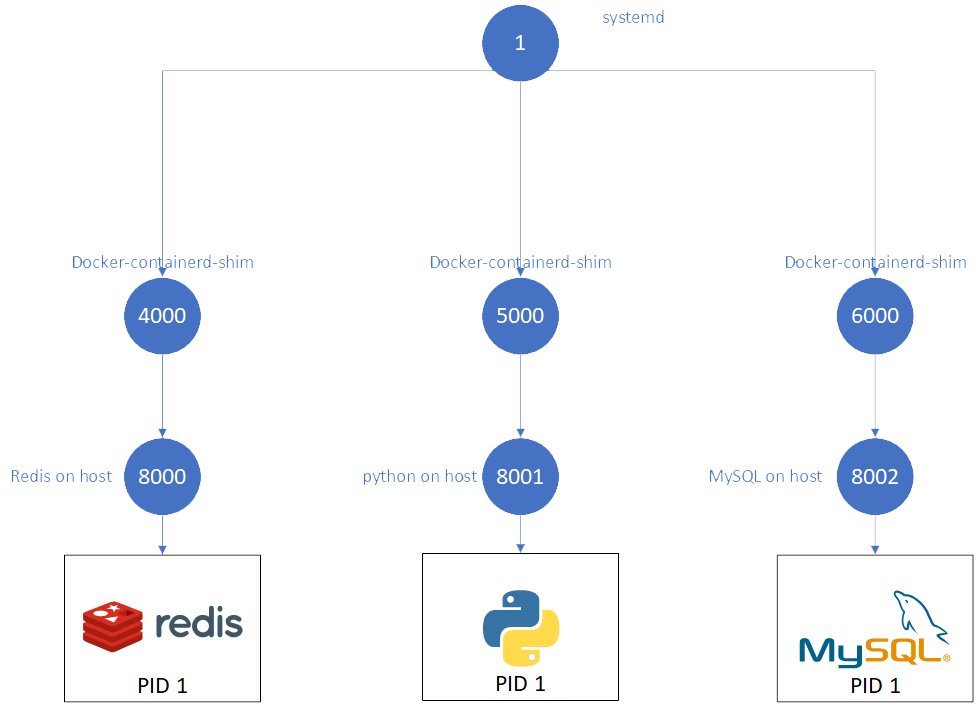 systemd
1
Docker-containerd-shim
Docker-containerd-shim
Docker-containerd-shim
4000
5000
6000
Redis on host
8000
python on host
8001
MySQL on host
8002
redis
MySQL®
PID 1
PID 1
PID 1